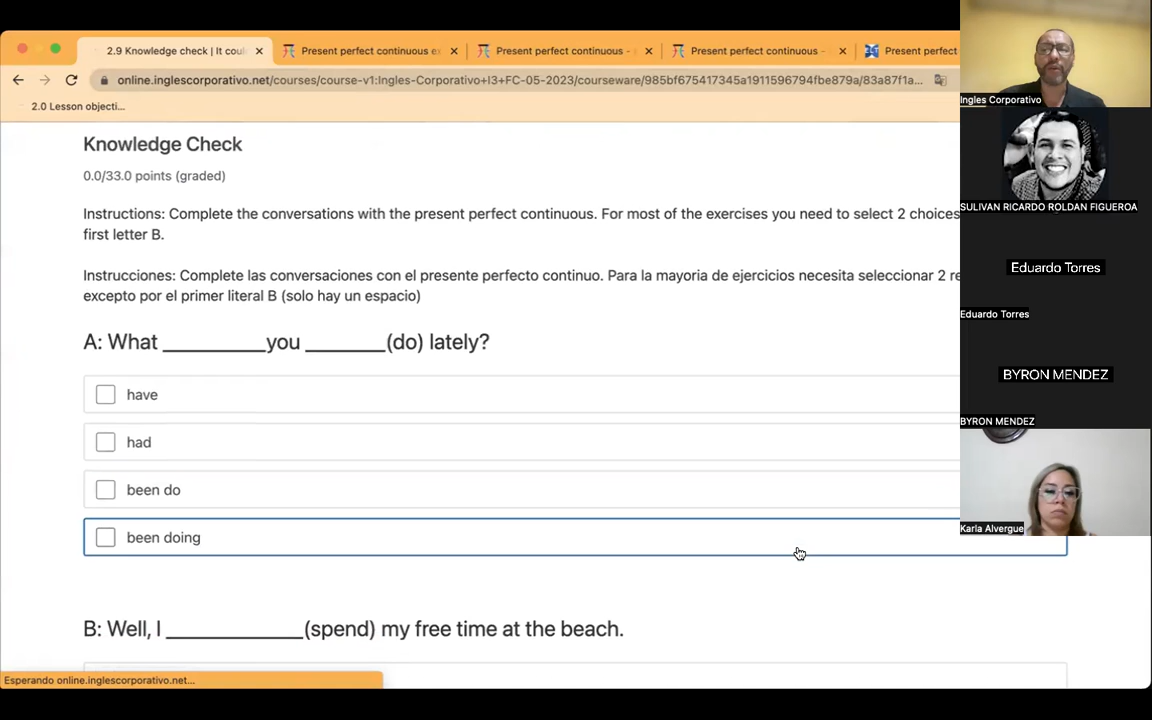 2.9 Knowledge check | It coul
Present perfect continuous ex
Present perfect continuous -
Present perfect continuous -
Present perfect
online.inglescorporativo.net/courses/course-v1:Ingles-Corporativo+I3+FC-05-2023/courseware/985bf675417345a1911596794fbe879a/83a87f1a...
2.0 Lesson objecti...
Knowledge Check
0.0/33.0 points (graded)
Instructions: Complete the conversations with the present perfect continuous. For most of the exercises you need to select 2 choices
first letter B.
Instrucciones: Complete las conversaciones con el presente perfecto continuo. Para la mayoria de ejercicios necesita seleccionar 2 re
excepto por el primer literal B (solo hay un espacio)
A: What __________you ________(do) lately?
have
had
been do
been doing
B: Well, I _____________(spend) my free time at the beach.
Esperando online.inglescorporativo.net...
Ingles Corporativo
SULIVAN RICARDO ROLDAN FIGUEROA
Eduardo Torres
Eduardo Torres
BYRON MENDEZ
BYRON MENDEZ
Karla Alvergue